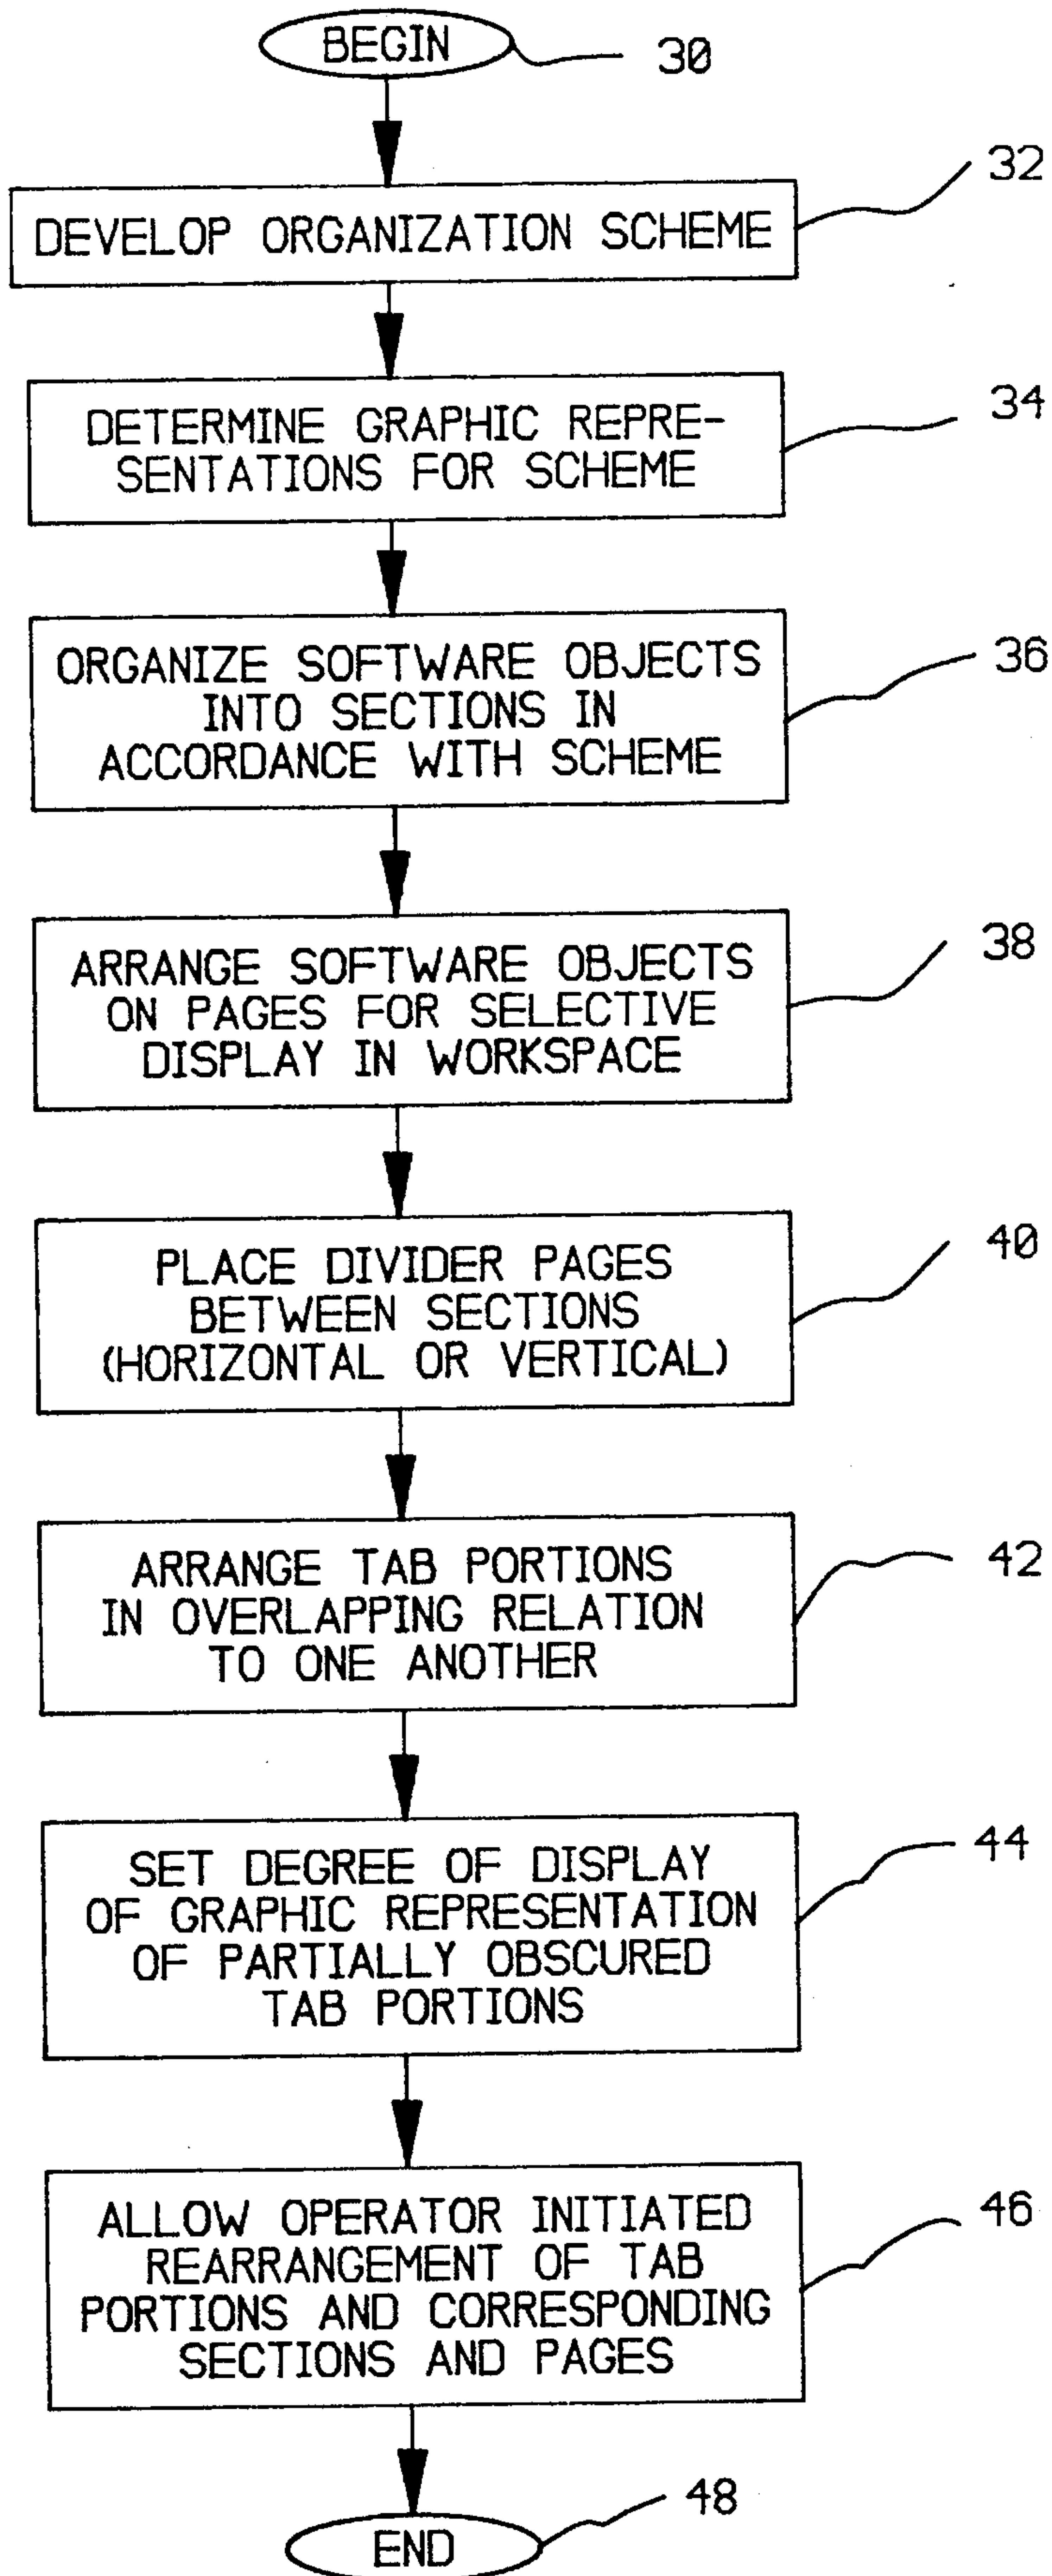 BEGIN
30
32
DEVELOP ORGANIZATION SCHEME
34
DETERMINE GRAPHIC REPRE-
SENTATIONS FOR SCHEME
36
ORGANIZE SOFTWARE OBJECTS
INTO SECTIONS IN
ACCORDANCE WITH SCHEME
38
ARRANGE SOFTWARE OBJECTS
ON PAGES FOR SELECTIVE
DISPLAY IN WORKSPACE
40
PLACE DIVIDER PAGES
BETWEEN SECTIONS
(HORIZONTAL OR VERTICAL)
42
ARRANGE TAB PORTIONS
IN OVERLAPPING RELATION
TO ONE ANOTHER
44
SET DEGREE OF DISPLAY
OF GRAPHIC REPRESENTATION
OF PARTIALLY OBSCURED
TAB PORTIONS
46
ALLOW OPERATOR INITIATED
REARRANGEMENT OF TAB
PORTIONS AND CORRESPONDING
SECTIONS AND PAGES
48
END